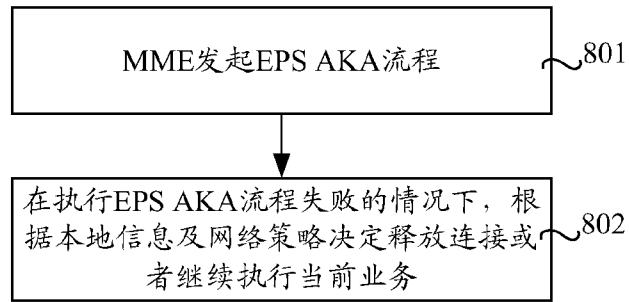 MME发起EPS AKA流程
801
在执行EPS AKA流程失败的情况下，根
据本地信息及网络策略决定释放连接或
者继续执行当前业务
802